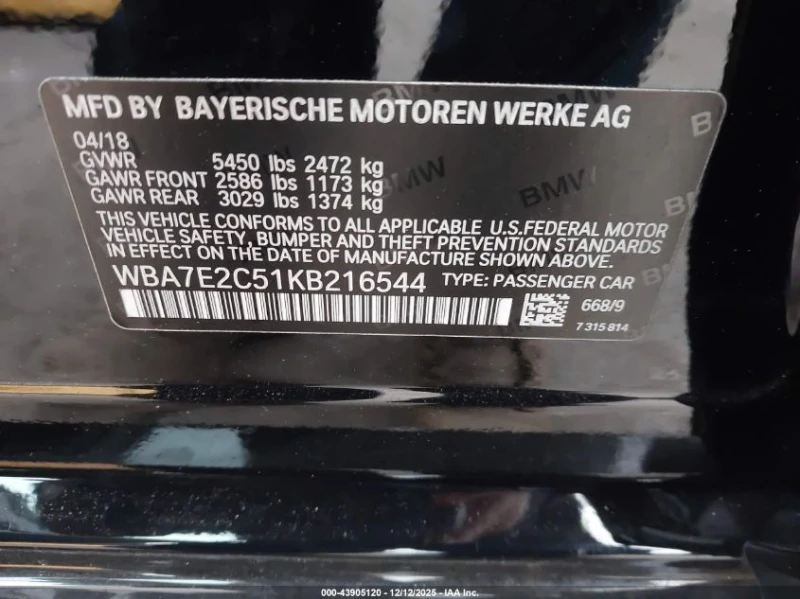 MFD BY BAYERISCHE MOTOREN WERKE AG
04/18
GVWR 5450 lbs 2472 kg
GAWR FRONT 2586 lbs 1173 kg
GAWR REAR 3029 lbs 1374 kg
THIS VEHICLE CONFORMS TO ALL APPLICABLE U.S.FEDERAL MOTOR
VEHICLE SAFETY, BUMPER AND THEFT PREVENTION STANDARDS
IN EFFECT ON THE DATE OF MANUFACTURE SHOWN ABOVE.
WBA7E2C51KB216544 TYPE: PASSENGER CAR
668/9
7 315 814
BMW
BMW
000-43905120 - 12/12/2025 - IAA Inc.